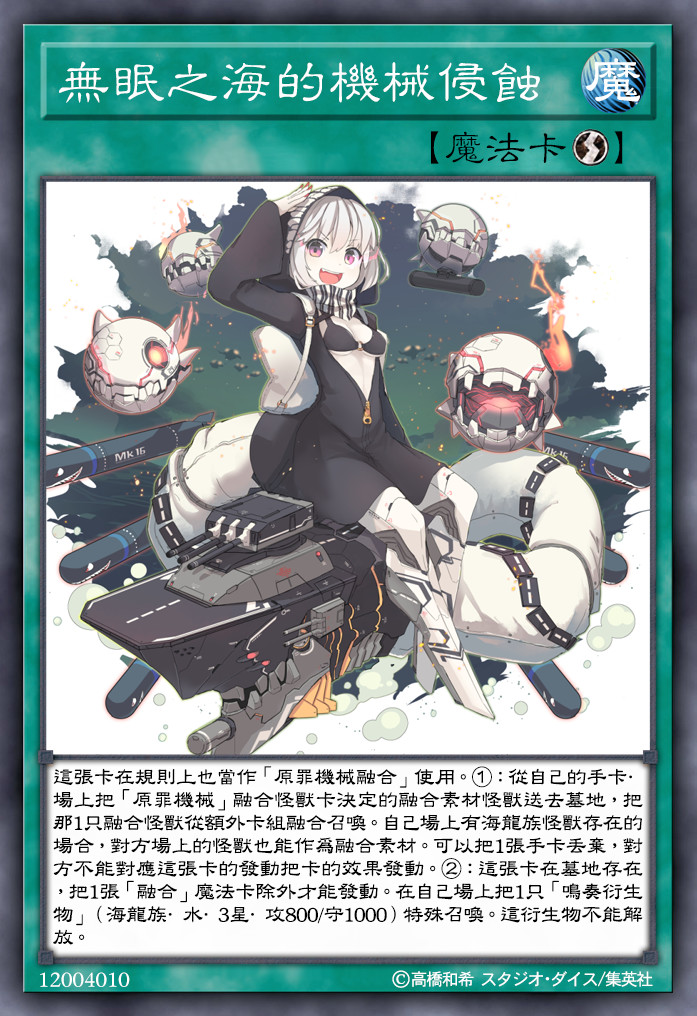 無眠之海的機械侵蝕 魔
【魔法卡】
Mk16
Mk16
這張卡在規則上也當作「原罪機械融合」使用。①：從自己的手卡·
場上把「原罪機械」融合怪獸卡決定的融合素材怪獸送去墓地，把
那1只融合怪獸從額外卡組融合召喚。自己場上有海龍族怪獸存在的
場合，對方場上的怪獸也能作爲融合素材。可以把1張手卡丟棄，對
方不能對應這張卡的發動把卡的效果發動。②：這張卡在墓地存在
，把1張「融合」魔法卡除外才能發動。在自己場上把1只「鳴奏衍生
物」（海龍族· 水· 3星· 攻800/守1000）特殊召喚。這衍生物不能解
放。
12004010 ©高橋和希 スタジオ·ダイス/集英社